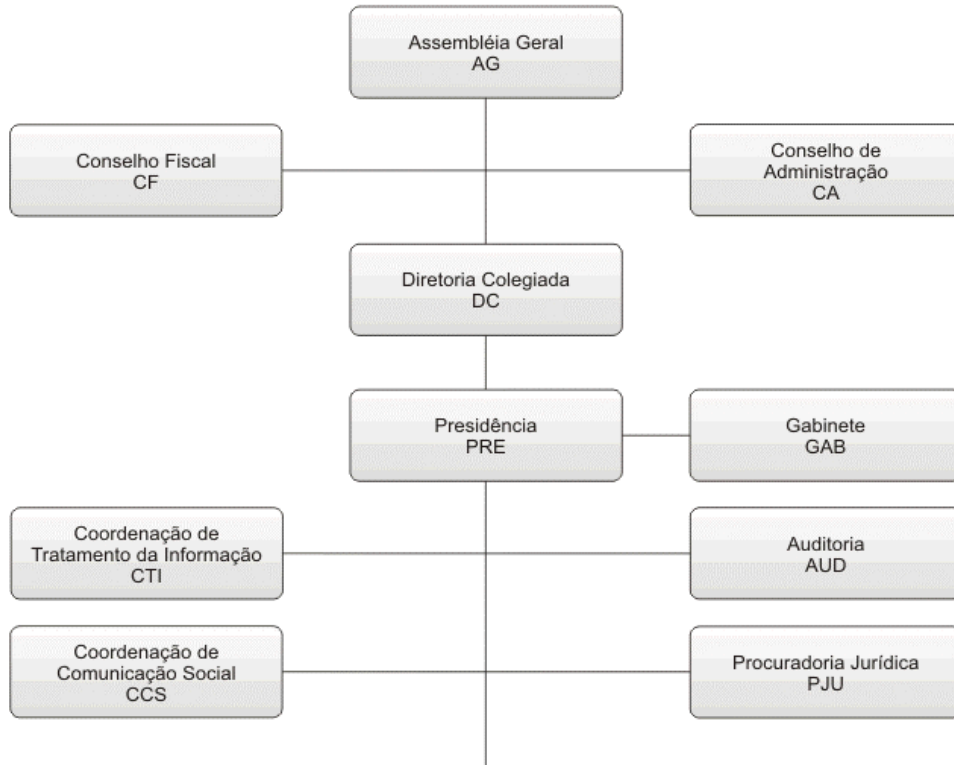 Assembléia Geral
AG
Conselho Fiscal
CF
Conselho de
Administração
CA
Diretoria Colegiada
DC
Presidência
PRE
Gabinete
GAB
Coordenação de
Tratamento da Informação
CTI
Auditoria
AUD
Coordenação de
Comunicação Social
CCS
Procuradoria Jurídica
PJU